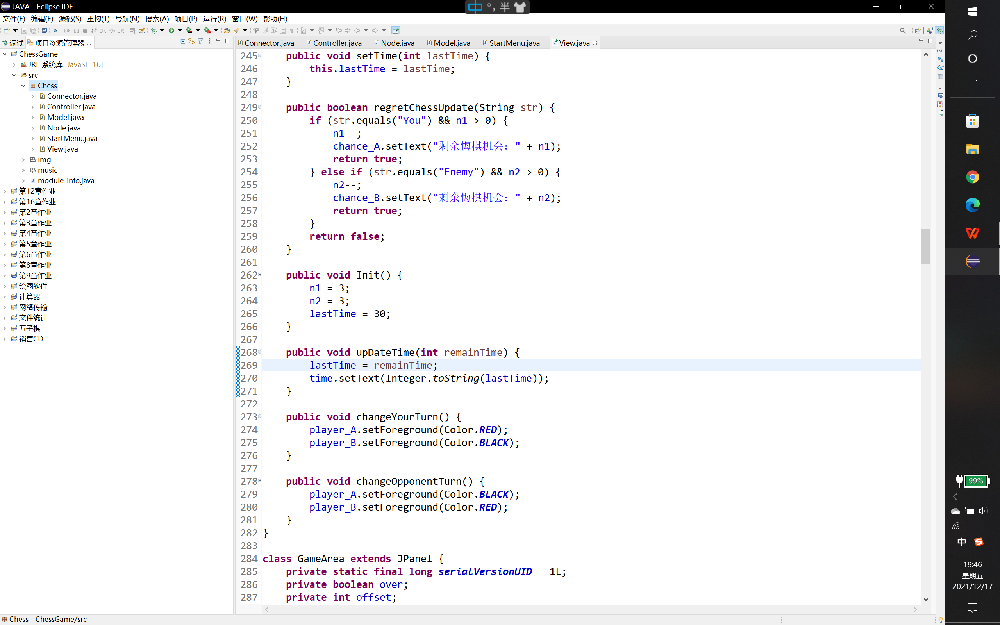 JAVA - Eclipse IDE
中 °, 半
文件(F) 编辑(E) 源码(S) 重构(T) 导航(N) 搜索(A) 项目(P) 运行(R) 窗口(W) 帮助(H)
调试 项目资源管理器
ChessGame
JRE 系统库 [JavaSE-16]
src
Chess
Connector.java
Controller.java
Model.java
Node.java
StartMenu.java
View.java
img
music
module-info.java
第12章作业
第16章作业
第2章作业
第3章作业
第4章作业
第5章作业
第6章作业
第8章作业
第9章作业
绘图软件
计算器
网络传输
文件统计
五子棋
销售CD
Connector.java Controller.java Node.java Model.java StartMenu.java View.java
245 public void setTime(int lastTime) {
246 this.lastTime = lastTime;
247 }
248
249 public boolean regretChessUpdate(String str) {
250 if (str.equals("You") && n1 > 0) {
251 n1--;
252 chance_A.setText("剩余悔棋机会：" + n1);
253 return true;
254 } else if (str.equals("Enemy") && n2 > 0) {
255 n2--;
256 chance_B.setText("剩余悔棋机会：" + n2);
257 return true;
258 }
259 return false;
260 }
261
262 public void Init() {
263 n1 = 3;
264 n2 = 3;
265 lastTime = 30;
266 }
267
268 public void upDateTime(int remainTime) {
269 lastTime = remainTime;
270 time.setText(Integer.toString(lastTime));
271 }
272
273 public void changeYourTurn() {
274 player_A.setForeground(Color.RED);
275 player_B.setForeground(Color.BLACK);
276 }
277
278 public void changeOpponentTurn() {
279 player_A.setForeground(Color.BLACK);
280 player_B.setForeground(Color.RED);
281 }
282 }
283
284 class GameArea extends JPanel {
285 private static final long serialVersionUID = 1L;
286 private boolean over;
287 private int offset;
Chess - ChessGame/src
99%
中
19:46
星期五
2021/12/17